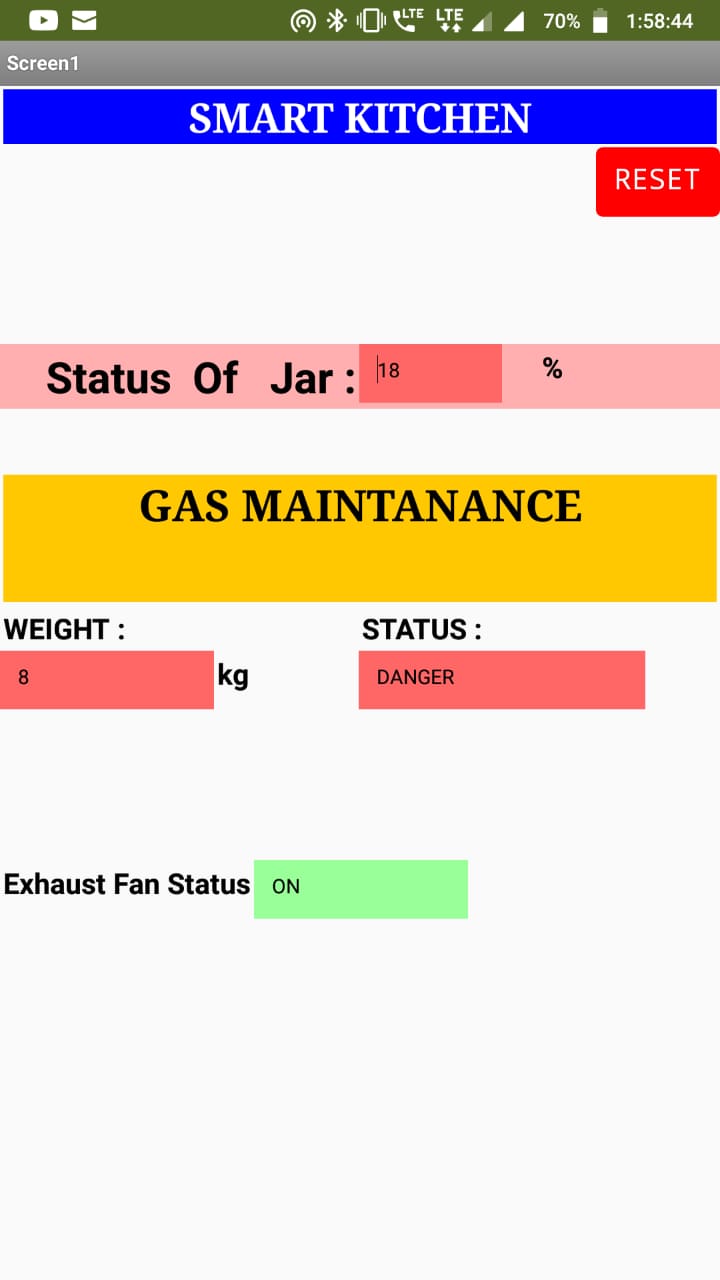 LTE LTE 70% 1:58:44
Screen1
SMART KITCHEN
RESET
Status Of Jar : 18 %
GAS MAINTANANCE
WEIGHT : STATUS :
8 kg DANGER
Exhaust Fan Status ON